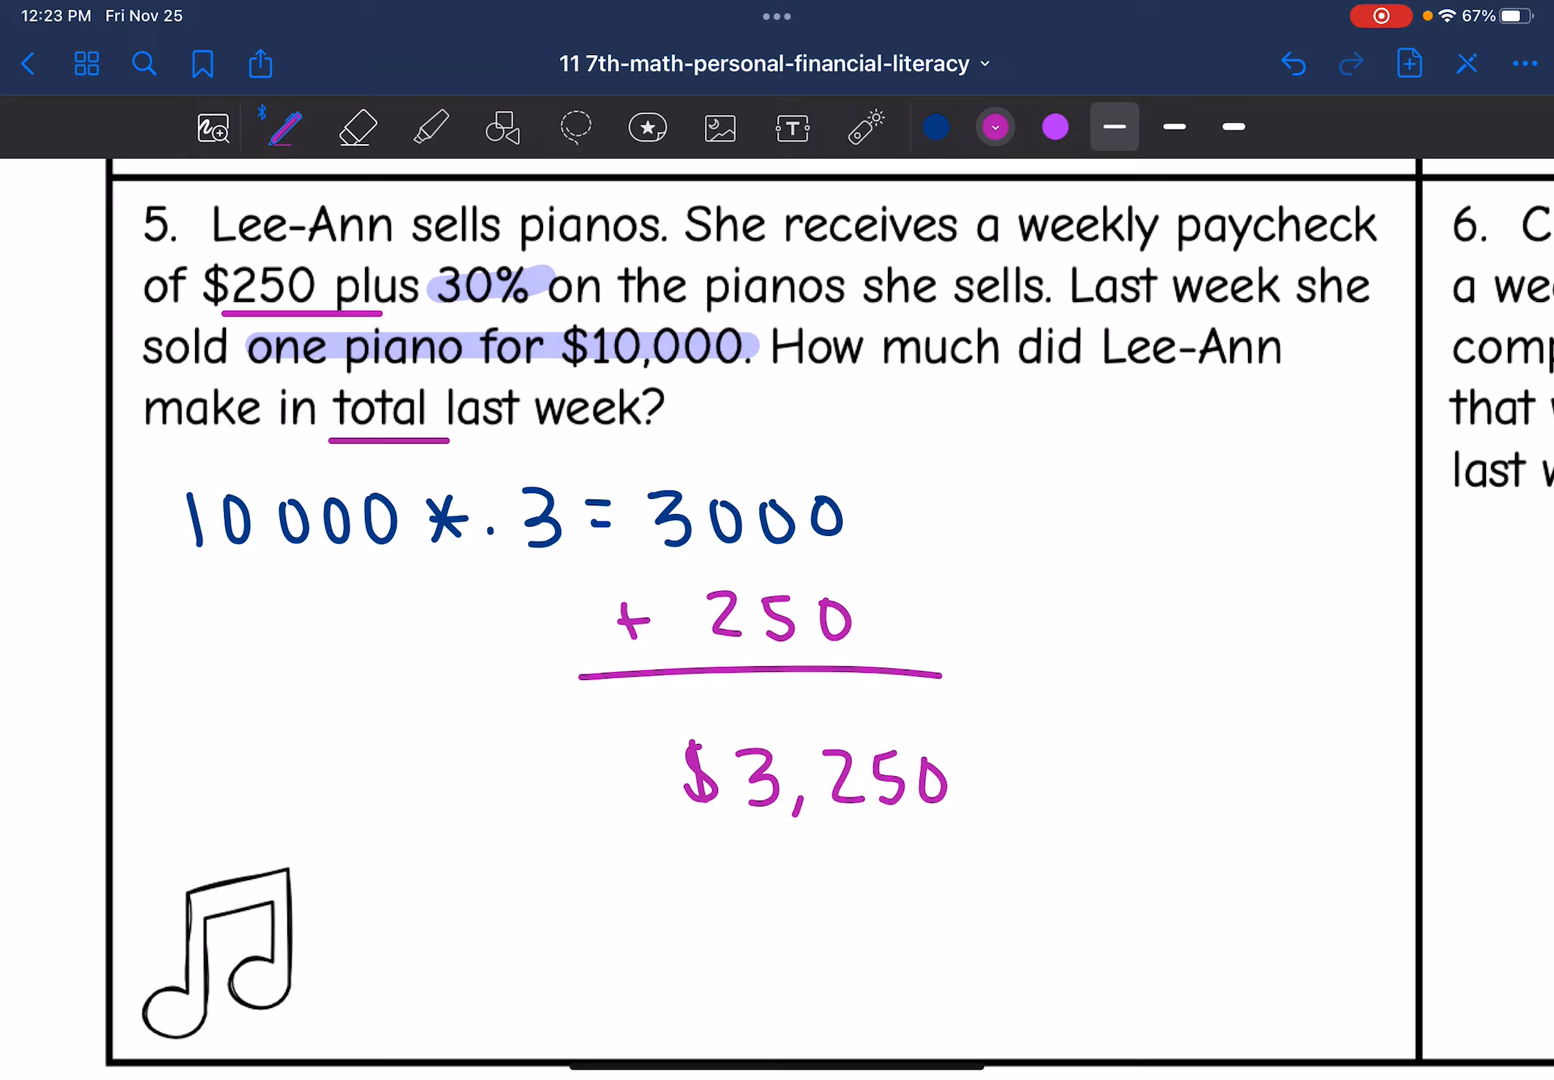 12:23 PM Fri Nov 25
67%
11 7th-math-personal-financial-literacy
T
5. Lee-Ann sells pianos. She receives a weekly paycheck
of $250 plus 30% on the pianos she sells. Last week she
sold one piano for $10,000. How much did Lee-Ann
make in total last week?
10000 * .3 = 3000
+ 250
$3,250
6. C
a we
com
that
last